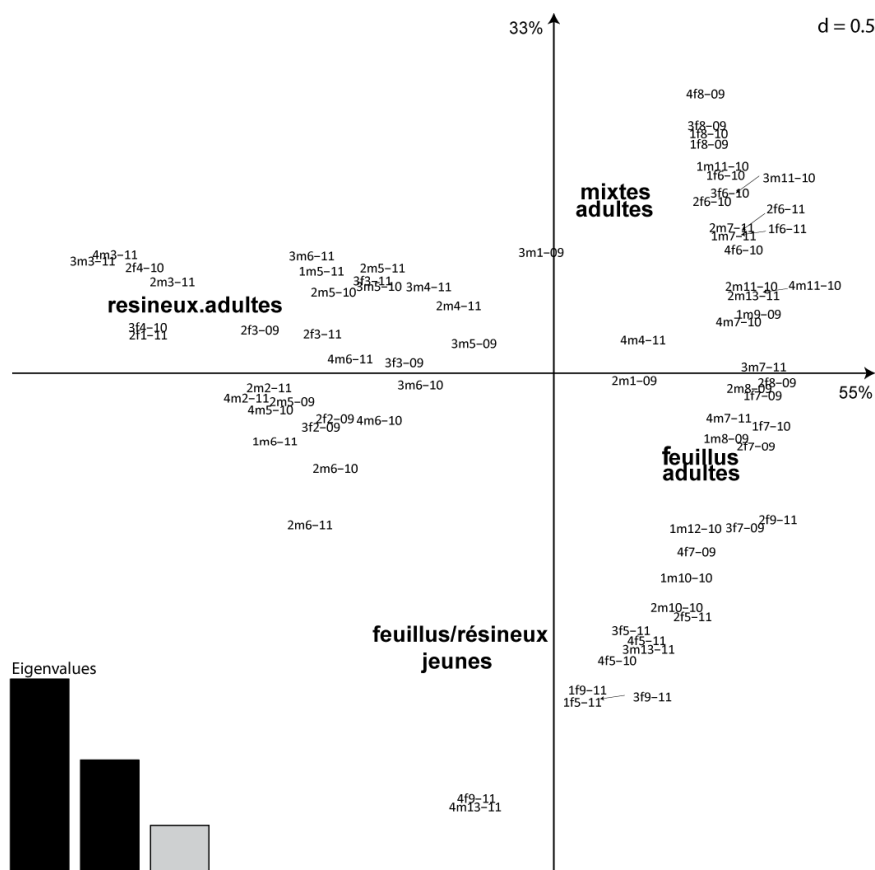 33%
d = 0.5
4f8−09
3f8−09
1f8−10
1f8−09
1m11−10
1f6−10
3m11−10
mixtes
adultes
3f6−10
2f6−10
2f6−11
2m7−11
1f6−11
1m7−11
4f6−10
3m1−09
4m3−11
3m3−11
2f4−10
2m3−11
3m6−11
1m5−11
2m5−11
3f3−11
3m5−10
3m4−11
2m5−10
2m4−11
resineux.adultes
2m11−10
4m11−10
2m13−11
1m9−09
4m7−10
3f4−10
2f1−11
2f3−09
2f3−11
3m5−09
4m4−11
4m6−11
3f3−09
3m7−11
3m6−10
2m1−09
2f8−09
2m8−09
1f7−09
55%
2m2−11
4m2−11
2m5−09
4m5−10
2f2−09
3f2−09
4m6−10
1m6−11
4m7−11
1f7−10
1m8−09
2f7−09
feuillus
adultes
2m6−10
2m6−11
2f9−11
1m12−10
3f7−09
4f7−09
1m10−10
2m10−10
2f5−11
3f5−11
4f5−11
3m13−11
4f5−10
feuillus/résineux
jeunes
1f9−11
3f9−11
1f5−11
Eigenvalues
4f9−11
4m13−11